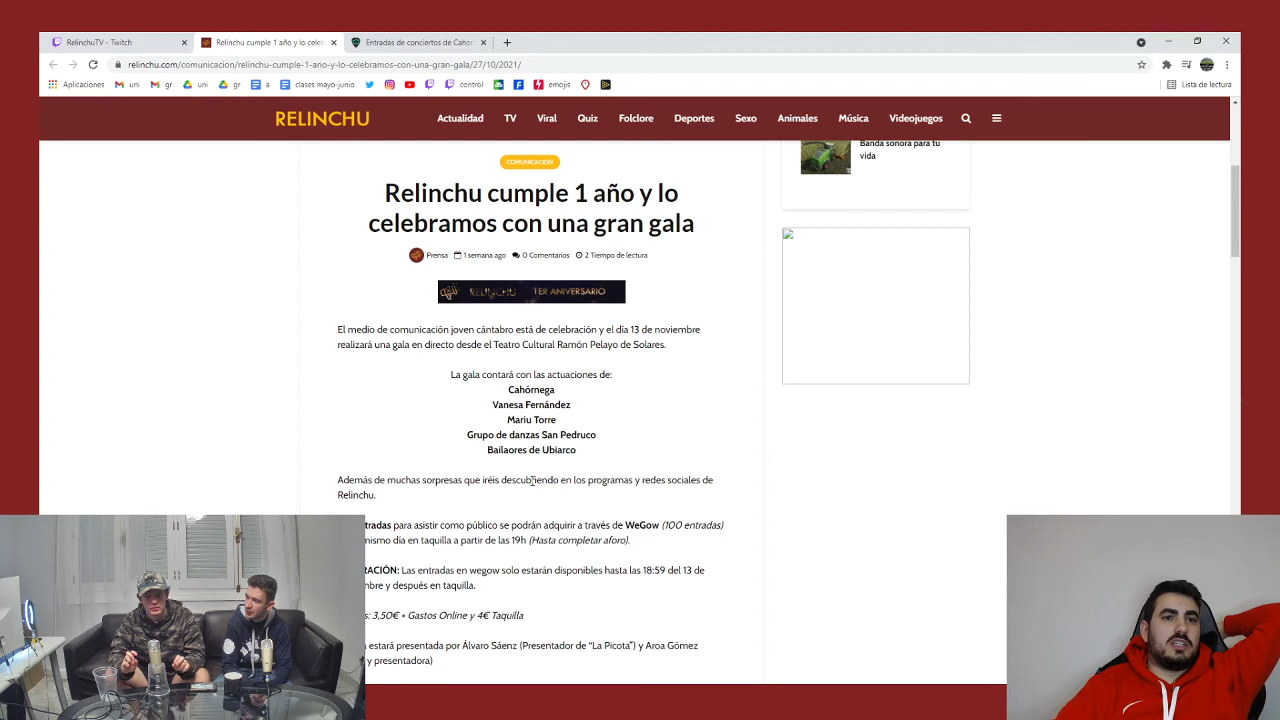 RelinchuTV - Twitch
Relinchu cumple 1 año y lo celeb
Entradas de conciertos de Cahór
relinchu.com/comunicacion/relinchu-cumple-1-ano-y-lo-celebramos-con-una-gran-gala/27/10/2021/
Aplicaciones uni gr uni gr a clases mayo-junio control emojis Lista de lectura
RELINCHU Actualidad TV Viral Quiz Folclore Deportes Sexo Animales Música Videojuegos
Banda sonora para tu
vida
COMUNICACIÓN
Relinchu cumple 1 año y lo
celebramos con una gran gala
Prensa 1 semana ago 0 Comentarios 2 Tiempo de lectura
RELINCHU 1ER ANIVERSARIO
El medio de comunicación joven cántabro está de celebración y el día 13 de noviembre
realizará una gala en directo desde el Teatro Cultural Ramón Pelayo de Solares.
La gala contará con las actuaciones de:
Cahórnega
Vanesa Fernández
Mariu Torre
Grupo de danzas San Pedruco
Bailaores de Ubiarco
Además de muchas sorpresas que iréis descubriendo en los programas y redes sociales de
Relinchu.
tradas para asistir como público se podrán adquirir a través de WeGow (100 entradas)
mismo día en taquilla a partir de las 19h (Hasta completar aforo).
RACIÓN: Las entradas en wegow solo estarán disponibles hasta las 18:59 del 13 de
mbre y después en taquilla.
s: 3,50€ + Gastos Online y 4€ Taquilla
a estará presentada por Álvaro Sáenz (Presentador de “La Picota”) y Aroa Gómez
y presentadora)